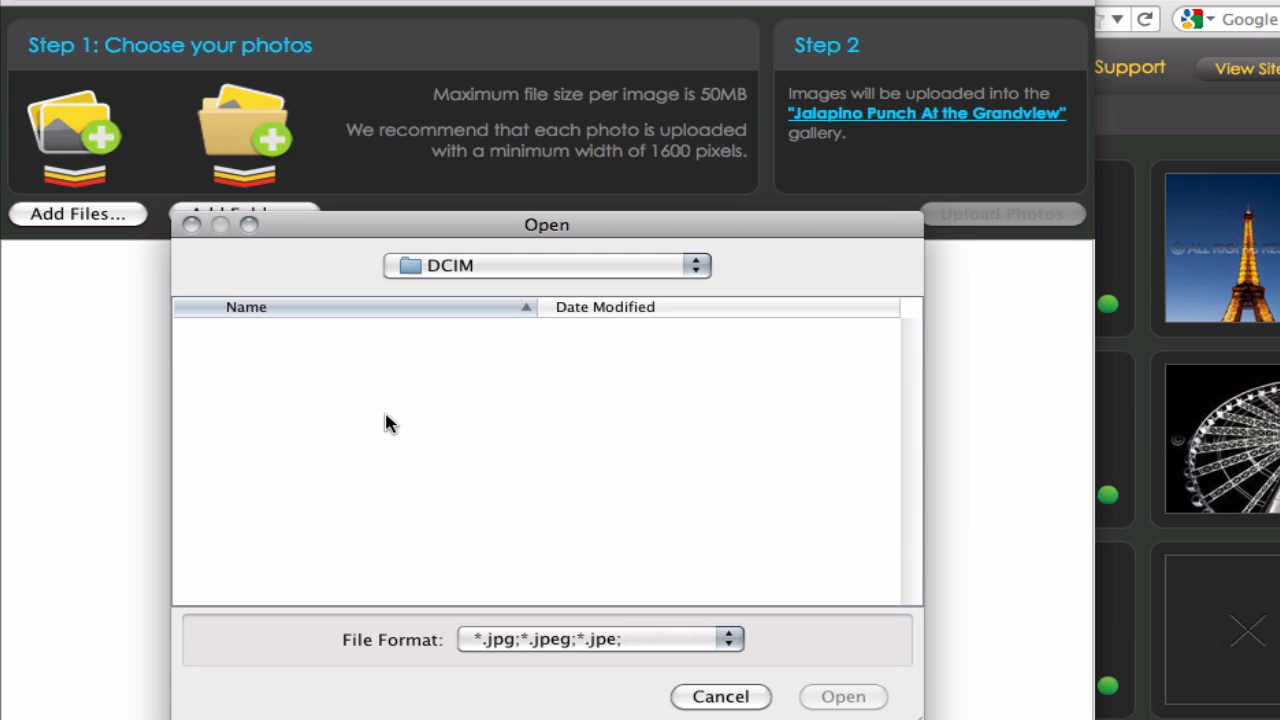 Step 1: Choose your photos
Maximum file size per image is 50MB
We recommend that each photo is uploaded
with a minimum width of 1600 pixels.
Step 2
Images will be uploaded into the
"Jalapino Punch At the Grandview"
gallery.
Google
Support
View Site
Add Files...
Upload Photos
Open
DCIM
Name
Date Modified
File Format:
*.jpg;*.jpeg;*.jpe;
Cancel
Open
© ALL RIGHTS RES
©